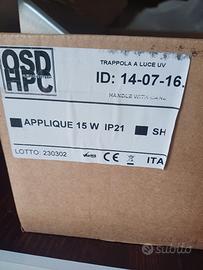 OSD
HPC
TRAPPOLA A LUCE UV
ID: 14-07-16.
HANDLE WITH CARE
APPLIQUE 15 W IP21
SH
LOTTO: 230302
ITA
subito